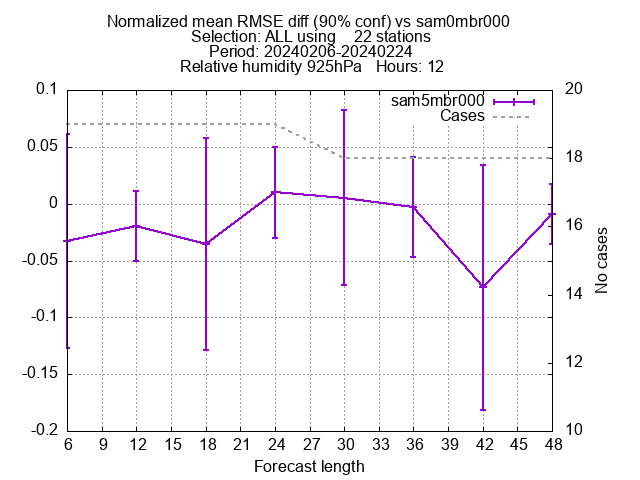 Normalized mean RMSE diff (90% conf) vs sam0mbr000
Selection: ALL using    22 stations
Period: 20240206-20240224
Relative humidity 925hPa   Hours: 12
sam5mbr000
Cases
0.1
0.05
0
-0.05
-0.1
-0.15
-0.2
20
18
16
14
12
10
No cases
6 9 12 15 18 21 24 27 30 33 36 39 42 45 48
Forecast length